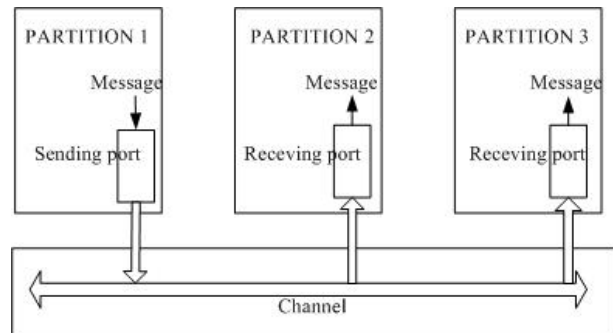 PARTITION 1
Message
Sending port
PARTITION 2
Message
Receving port
PARTITION 3
Message
Receving port
Channel